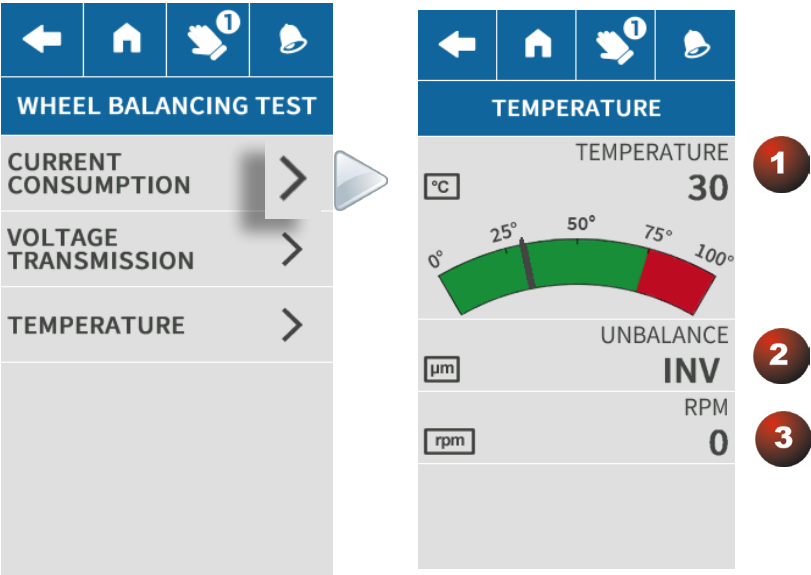 1
WHEEL BALANCING TEST
CURRENT
CONSUMPTION
VOLTAGE
TRANSMISSION
TEMPERATURE
1
TEMPERATURE
TEMPERATURE
°C
30
0° 25° 50° 75° 100°
UNBALANCE
µm
INV
RPM
rpm
0
1
2
3